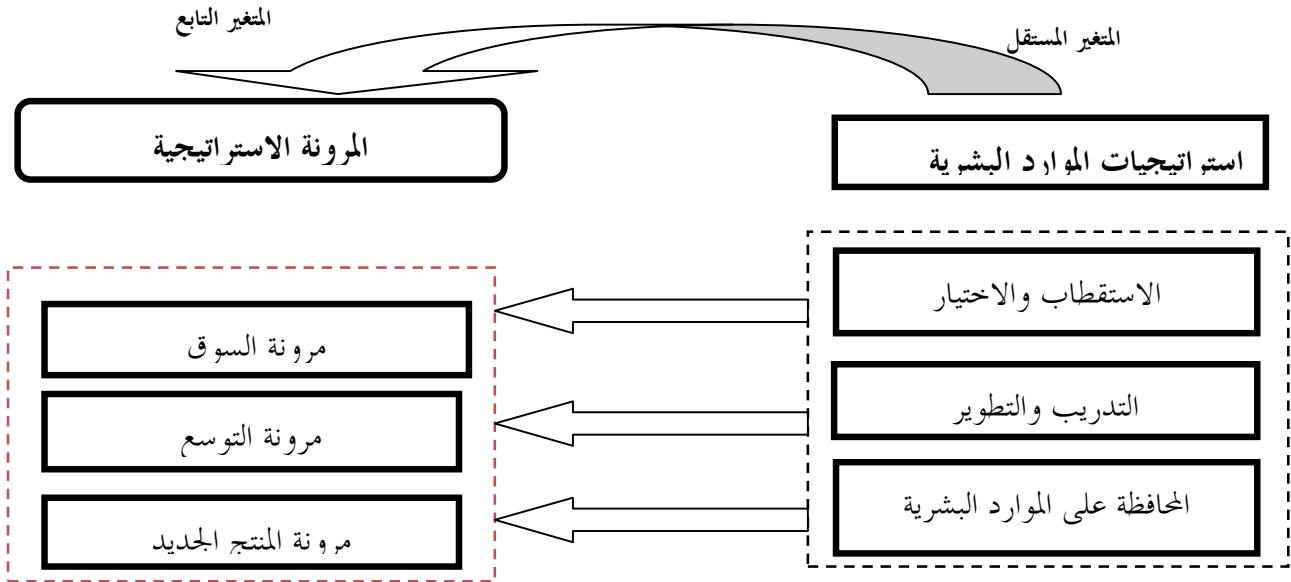 المتغير المستقل
المتغير التابع
استراتيجيات الموارد البشرية
المرونة الاستراتيجية
الاستقطاب والاختيار
التدريب والتطوير
المحافظة على الموارد البشرية
مرونة السوق
مرونة التوسع
مرونة المنتج الجديد